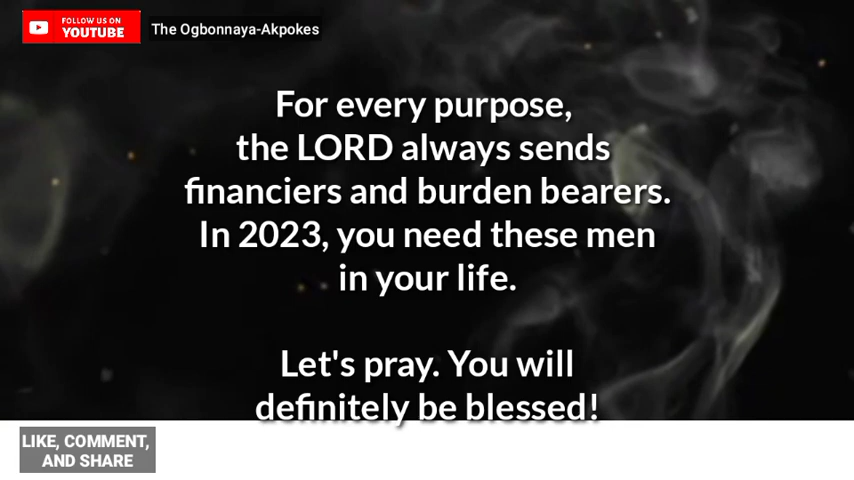 FOLLOW US ON
YOUTUBE
The Ogbonnaya-Akpokes
For every purpose,
the LORD always sends
financiers and burden bearers.
In 2023, you need these men
in your life.
Let's pray. You will
definitely be blessed!
LIKE, COMMENT,
AND SHARE